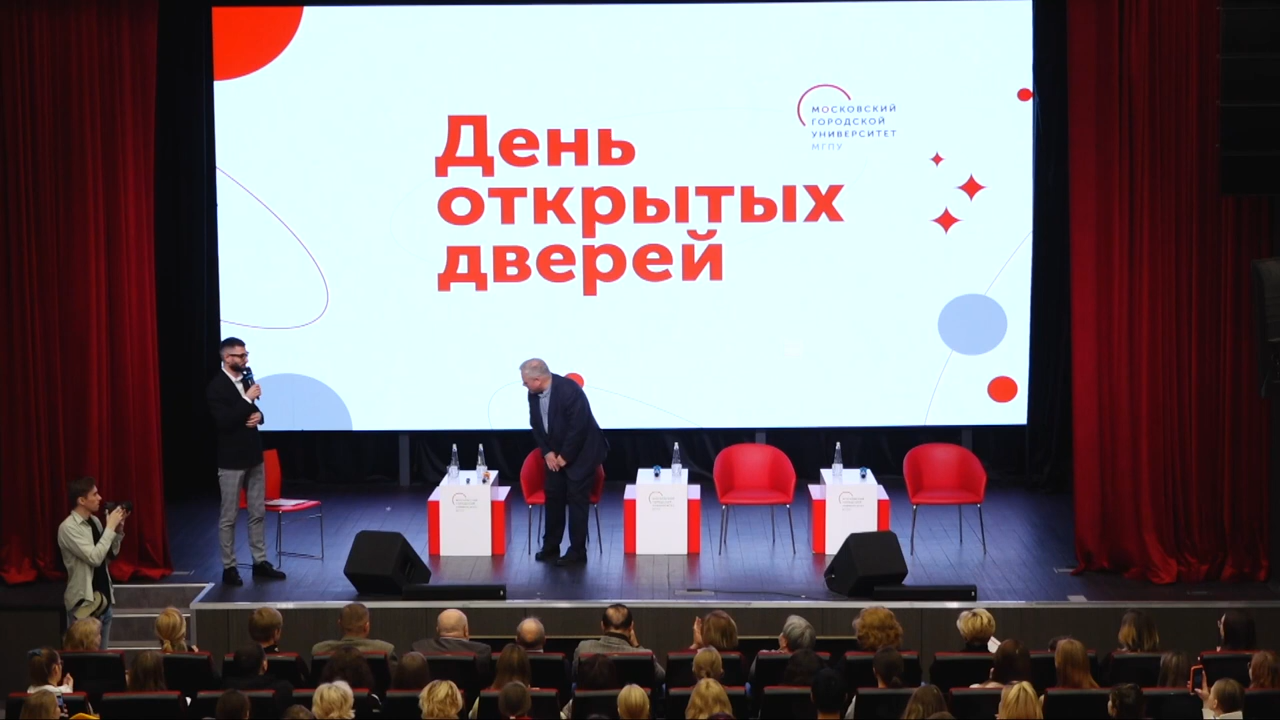 День
открытых
дверей
МОСКОВСКИЙ
ГОРОДСКОЙ
УНИВЕРСИТЕТ
МГПУ